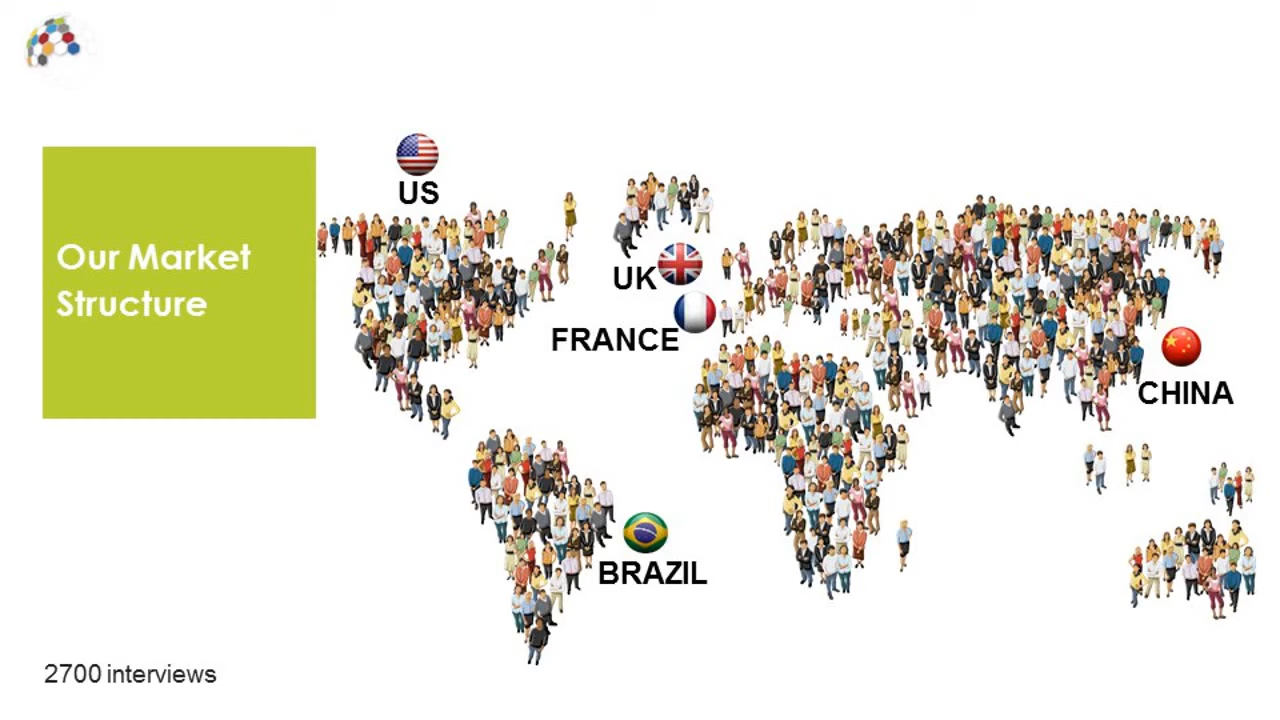 US
Our Market
Structure
UK
FRANCE
CHINA
BRAZIL
2700 interviews